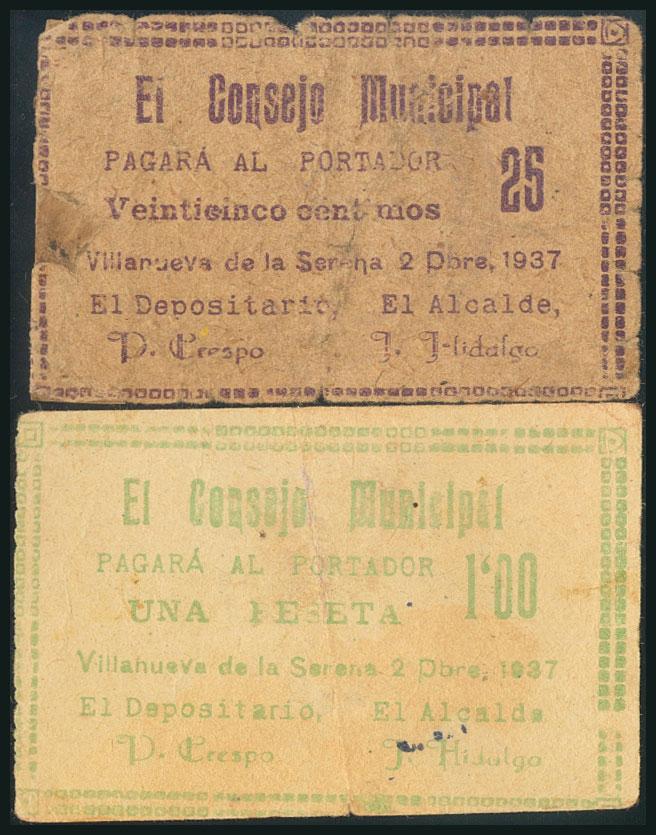 El Consejo Municipal
PAGARÁ AL PORTADOR 25
Veinticinco centimos
Villanueva de la Serena 2 Dbre, 1937
El Depositario, El Alcalde,
P. Crespo J. Hidalgo
El Consejo Municipal
PAGARÁ AL PORTADOR 1'00
UNA PESETA
Villanueva de la Serena 2 Dbre, 1937
El Depositario, El Alcalde
P. Crespo J. Hidalgo